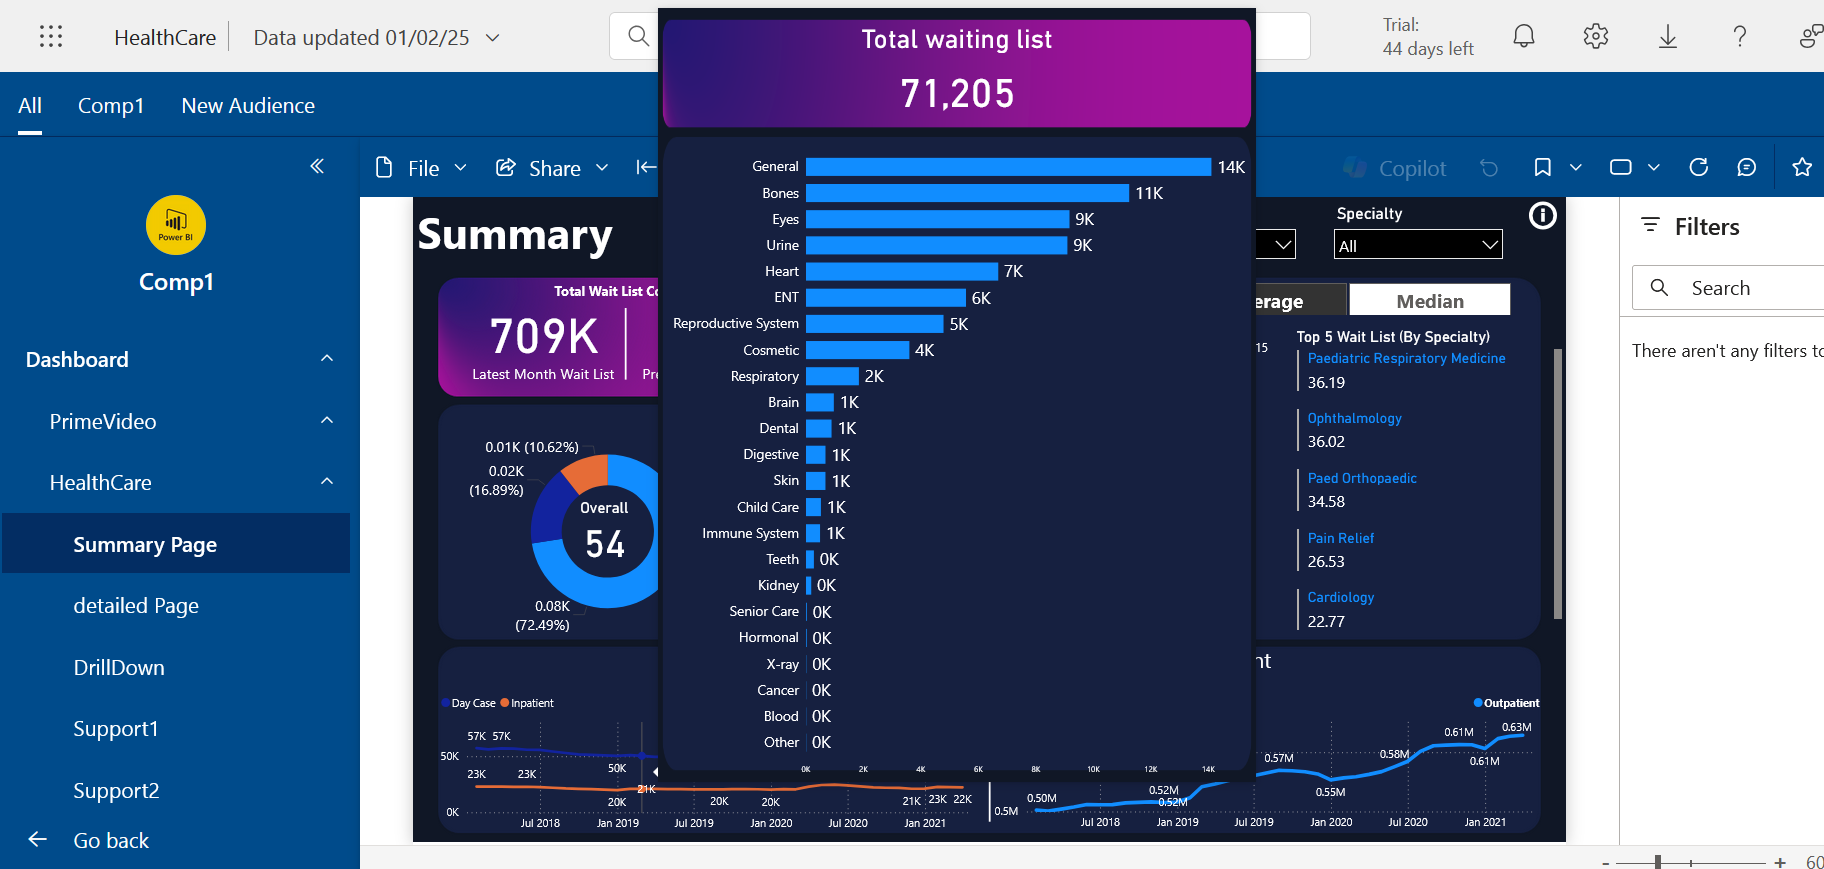 HealthCare
Data updated 01/02/25
Trial:
44 days left
All
Comp1
New Audience
File
Share
Copilot
Power BI
Comp1
Dashboard
PrimeVideo
HealthCare
Summary Page
detailed Page
DrillDown
Support1
Support2
Go back
Summary
Total Wait List
709K
Latest Month Wait List
0.01K (10.62%)
0.02K
(16.89%)
Overall
54
0.08K
(72.49%)
Day Case
Inpatient
57K
57K
50K
50K
23K
23K
21K
20K
20K
20K
21K
23K
22K
0K
Jul 2018
Jan 2019
Jul 2019
Jan 2020
Jul 2020
Jan 2021
Total waiting list
71,205
General 14K
Bones 11K
Eyes 9K
Urine 9K
Heart 7K
ENT 6K
Reproductive System 5K
Cosmetic 4K
Respiratory 2K
Brain 1K
Dental 1K
Digestive 1K
Skin 1K
Child Care 1K
Immune System 1K
Teeth 0K
Kidney 0K
Senior Care 0K
Hormonal 0K
X-ray 0K
Cancer 0K
Blood 0K
Other 0K
0K 2K 4K 6K 8K 10K 12K 14K
Specialty
All
Median
15
Top 5 Wait List (By Specialty)
Paediatric Respiratory Medicine
36.19
Ophthalmology
36.02
Paed Orthopaedic
34.58
Pain Relief
26.53
Cardiology
22.77
Outpatient
0.5M
0.50M
0.52M
0.52M
0.57M
0.55M
0.58M
0.61M
0.61M
0.63M
Jul 2018
Jan 2019
Jul 2019
Jan 2020
Jul 2020
Jan 2021
Filters
Search
There aren't any filters
- +
60